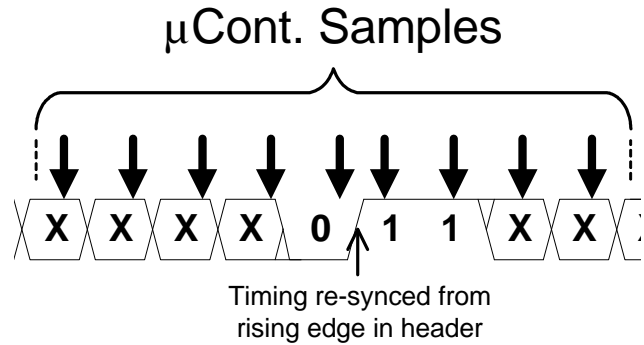 μCont. Samples
X X X X 0 1 1 X X X
Timing re-synced from
rising edge in header